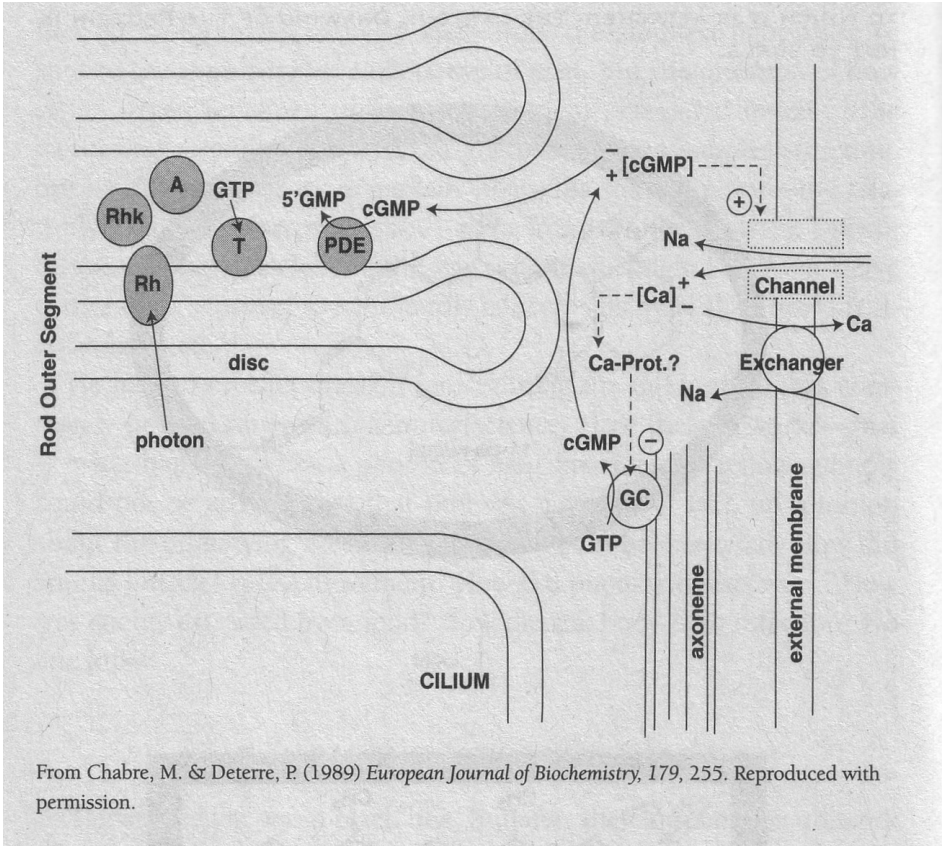 A
Rhk
GTP
5'GMP
cGMP
T
PDE
Rh
disc
photon
Rod Outer Segment
− [cGMP]
+
+
Na
[Ca] +
−
Channel
Ca
Ca-Prot.?
Exchanger
Na
cGMP
−
GC
GTP
axoneme
external membrane
CILIUM
From Chabre, M. & Deterre, P. (1989) European Journal of Biochemistry, 179, 255. Reproduced with
permission.